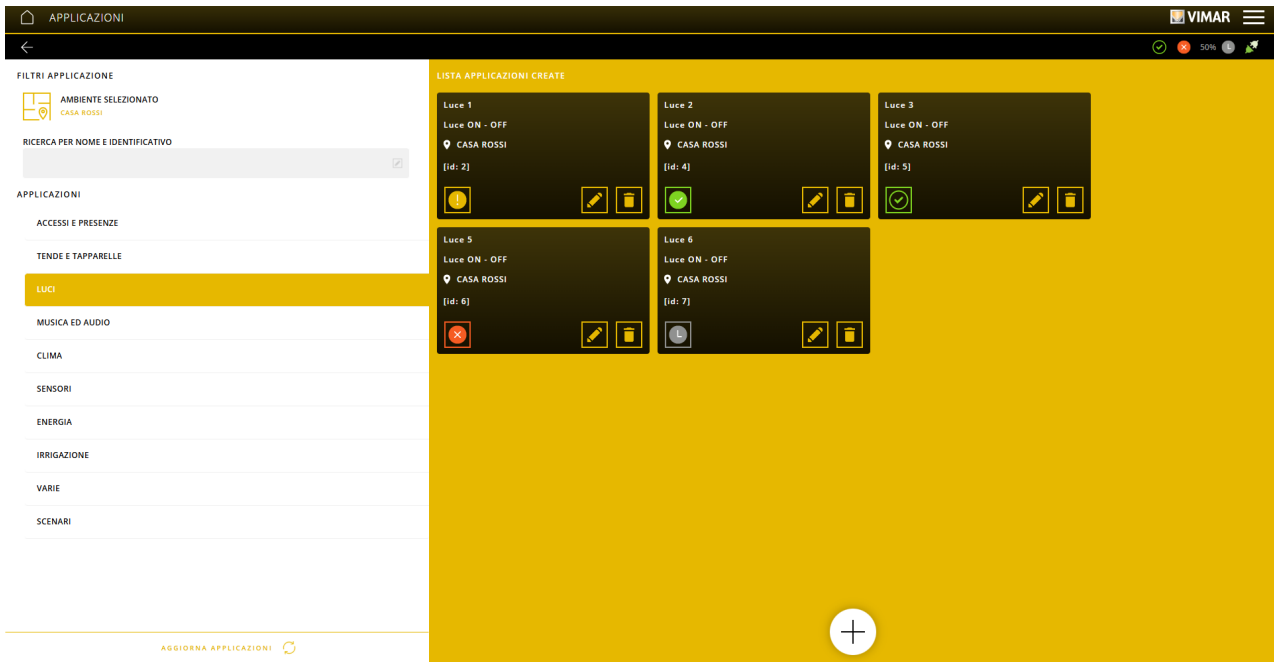 APPLICAZIONI
VIMAR
50%
FILTRI APPLICAZIONE
AMBIENTE SELEZIONATO
CASA ROSSI
RICERCA PER NOME E IDENTIFICATIVO
APPLICAZIONI
ACCESSI E PRESENZE
TENDE E TAPPARELLE
LUCI
MUSICA ED AUDIO
CLIMA
SENSORI
ENERGIA
IRRIGAZIONE
VARIE
SCENARI
AGGIORNA APPLICAZIONI
LISTA APPLICAZIONI CREATE
Luce 1
Luce ON - OFF
CASA ROSSI
[id: 2]
Luce 2
Luce ON - OFF
CASA ROSSI
[id: 4]
Luce 3
Luce ON - OFF
CASA ROSSI
[id: 5]
Luce 5
Luce ON - OFF
CASA ROSSI
[id: 6]
Luce 6
Luce ON - OFF
CASA ROSSI
[id: 7]